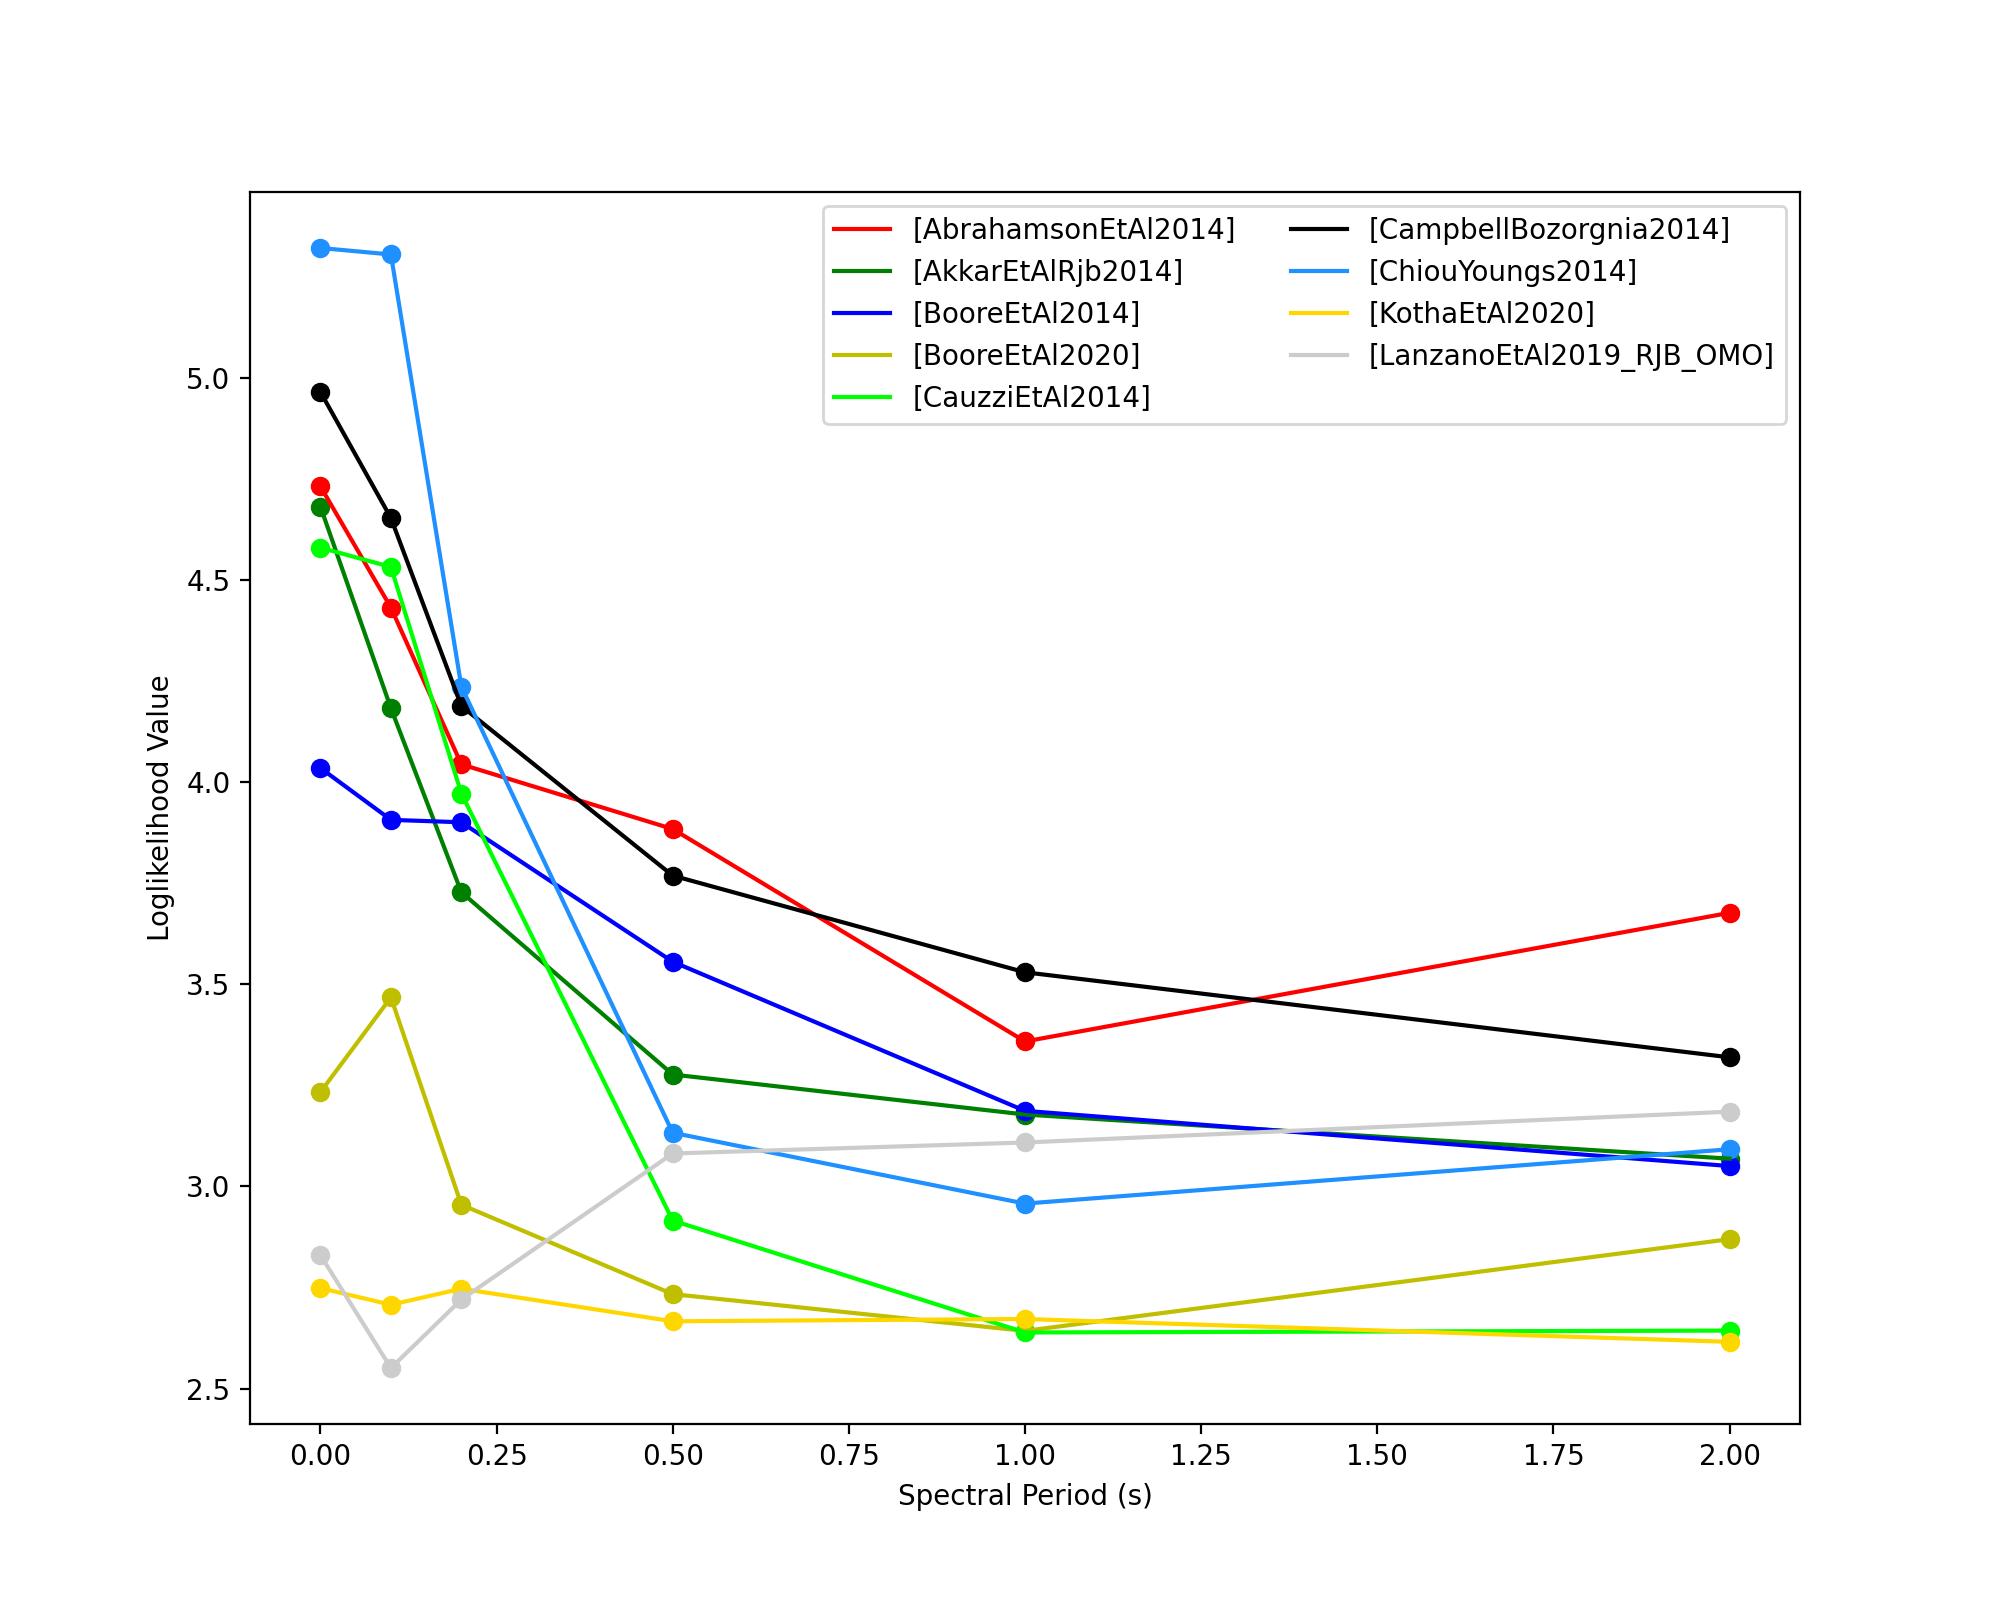 [AbrahamsonEtAl2014]
[AkkarEtAlRjb2014]
[BooreEtAl2014]
[BooreEtAl2020]
[CauzziEtAl2014]
[CampbellBozorgnia2014]
[ChiouYoungs2014]
[KothaEtAl2020]
[LanzanoEtAl2019_RJB_OMO]
5.0
4.5
4.0
3.5
3.0
2.5
Loglikelihood Value
0.00 0.25 0.50 0.75 1.00 1.25 1.50 1.75 2.00
Spectral Period (s)